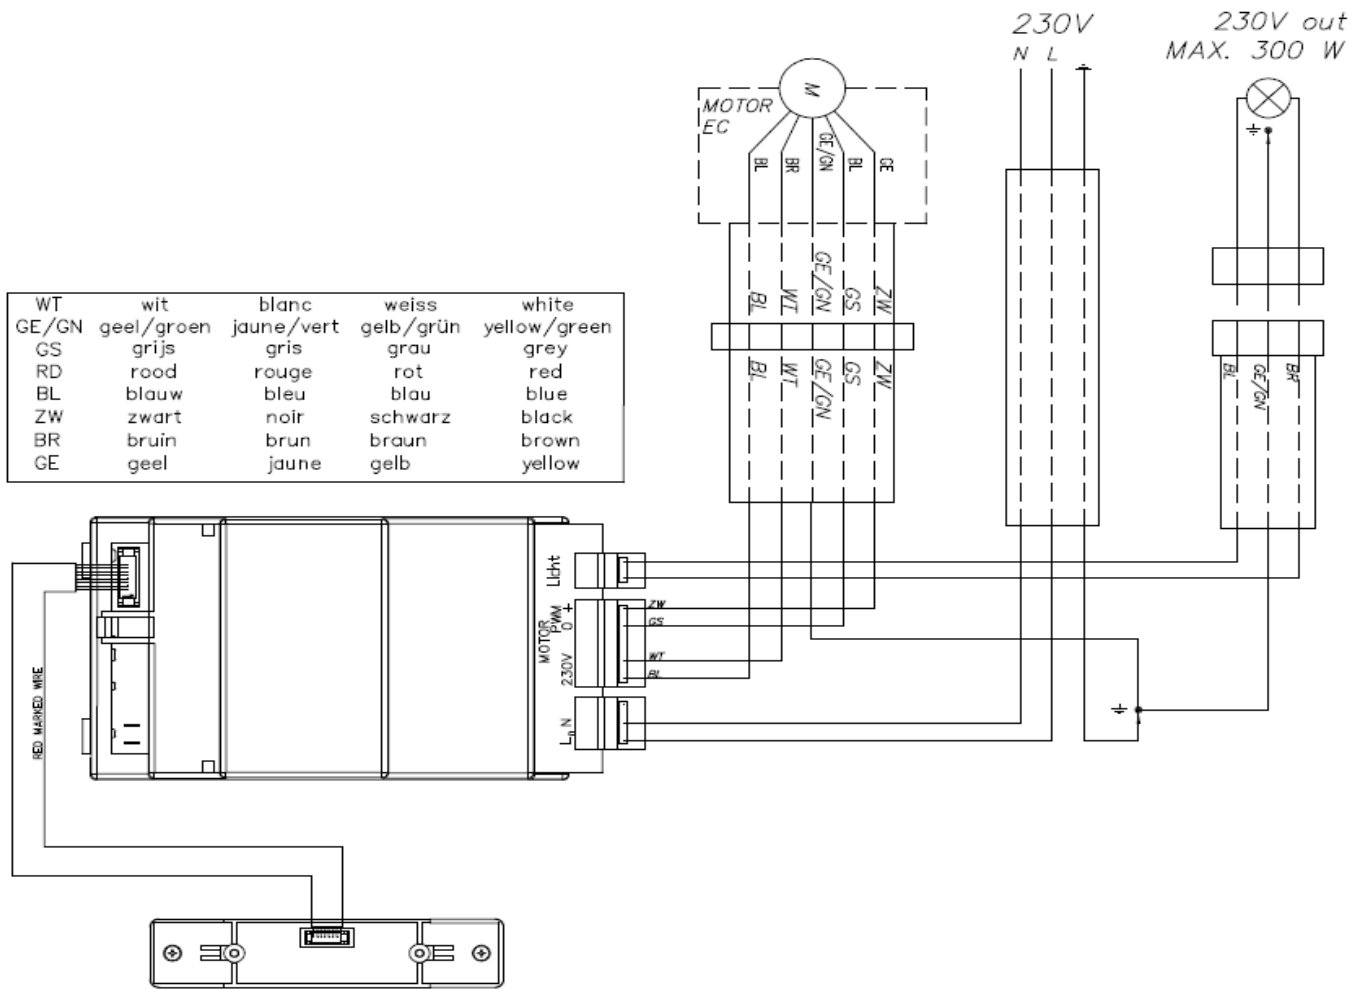 230V
N L
230V out
MAX. 300 W
M
MOTOR
EC
BL BR GE/GN BL GE
BL WT GE/GN GS ZW
BL WT GE/GN GS ZW
BL GE/GN BR
WT wit blanc weiss white
GE/GN geel/groen jaune/vert gelb/grün yellow/green
GS grijs gris grau grey
RD rood rouge rot red
BL blauw bleu blau blue
ZW zwart noir schwarz black
BR bruin brun braun brown
GE geel jaune gelb yellow
Licht
MOTOR
PWM
0 +
230V
ZW
GS
WT
BL
N
RED MARKED WIRE